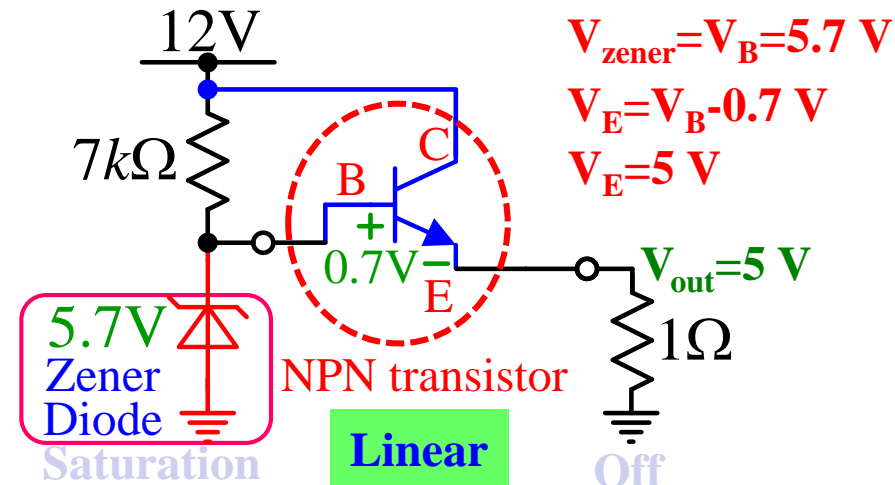 12V
V_zener=V_B=5.7 V
V_E=V_B-0.7 V
V_E=5 V
7kΩ
C
B
+
0.7V−
E
V_out=5 V
1Ω
5.7V
Zener
Diode
NPN transistor
Saturation
Linear
Off